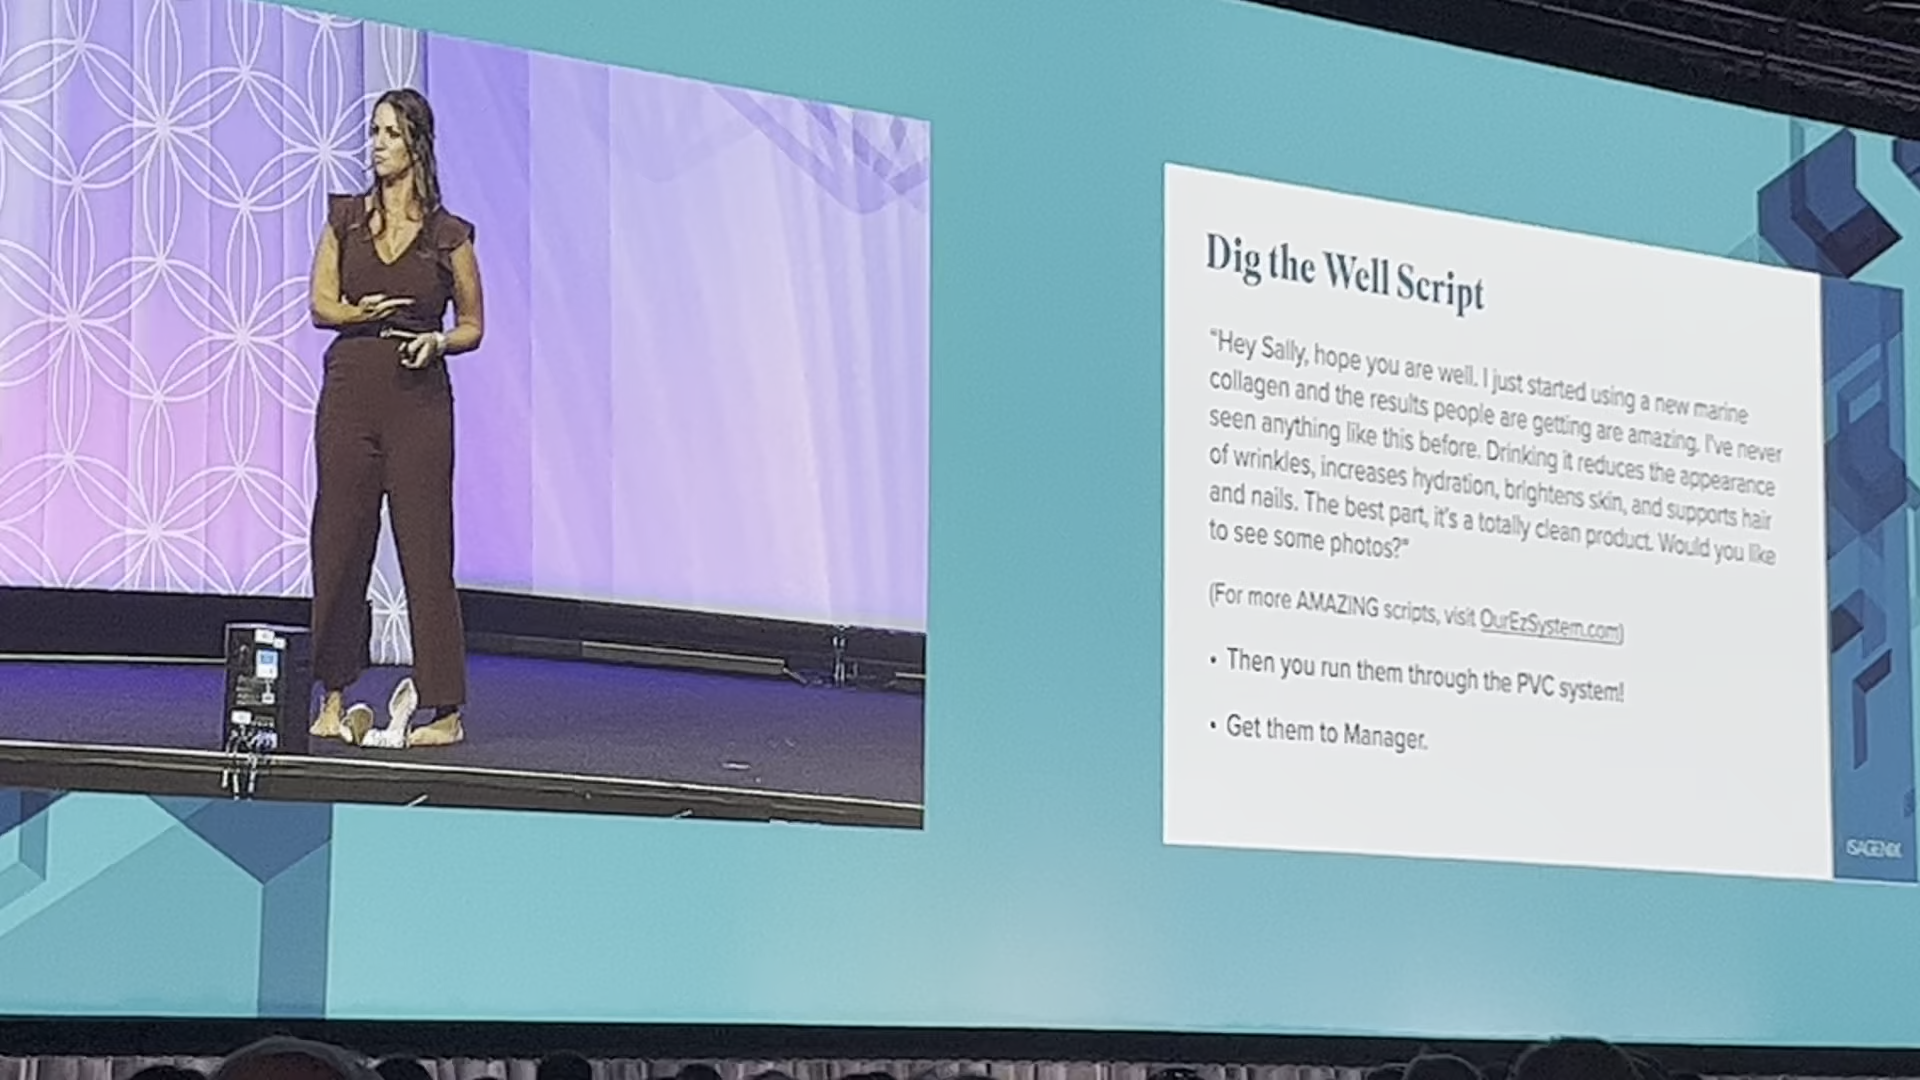 Dig the Well Script
“Hey Sally, hope you are well. I just started using a new marine
collagen and the results people are getting are amazing. I've never
seen anything like this before. Drinking it reduces the appearance
of wrinkles, increases hydration, brightens skin, and supports hair
and nails. The best part, it's a totally clean product. Would you like
to see some photos?”
(For more AMAZING scripts, visit OurEzSystem.com)
• Then you run them through the PVC system!
• Get them to Manager.
ISAGENIX